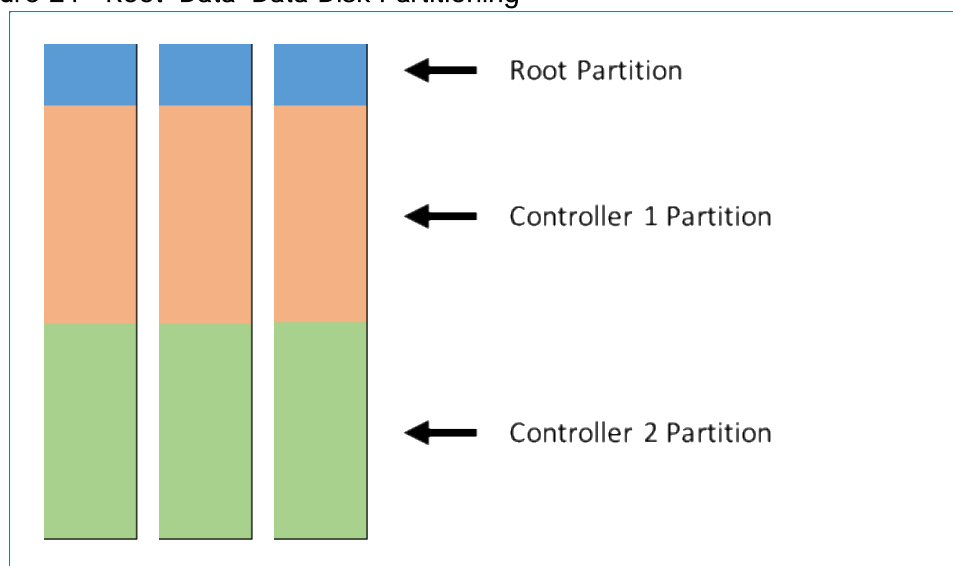 Root-Data-Data Disk Partitioning
Root Partition
Controller 1 Partition
Controller 2 Partition